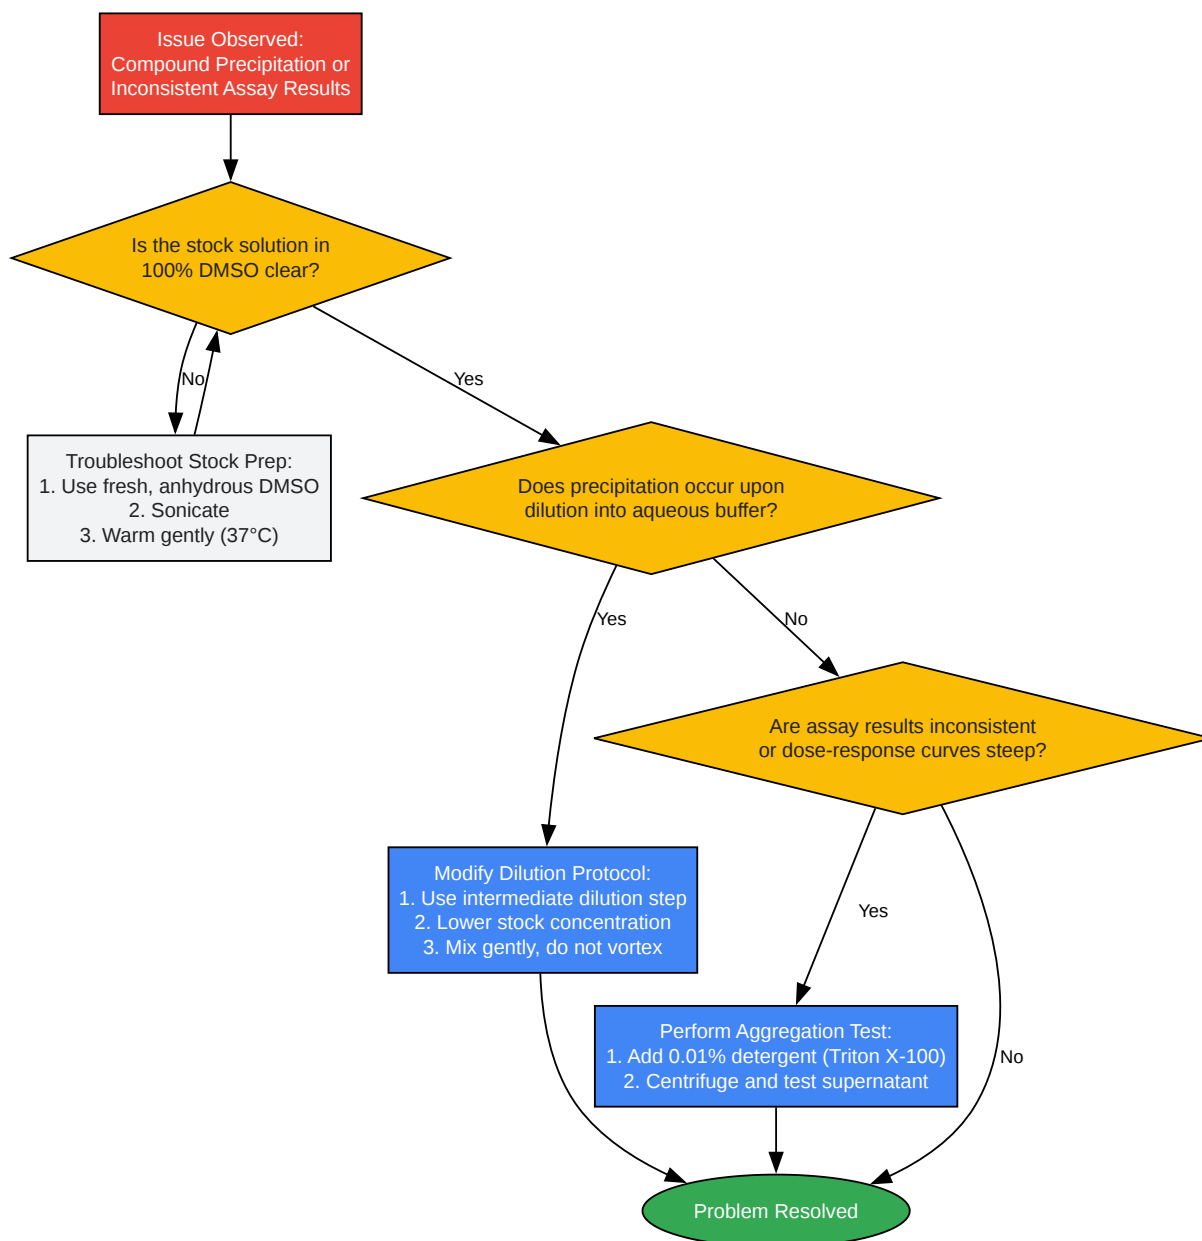 Issue Observed:
Compound Precipitation or
Inconsistent Assay Results
Is the stock solution in
100% DMSO clear?
No
Yes
Troubleshoot Stock Prep:
1. Use fresh, anhydrous DMSO
2. Sonicate
3. Warm gently (37°C)
Does precipitation occur upon
dilution into aqueous buffer?
Yes
No
Are assay results inconsistent
or dose-response curves steep?
Modify Dilution Protocol:
1. Use intermediate dilution step
2. Lower stock concentration
3. Mix gently, do not vortex
Yes
No
Perform Aggregation Test:
1. Add 0.01% detergent (Triton X-100)
2. Centrifuge and test supernatant
Problem Resolved